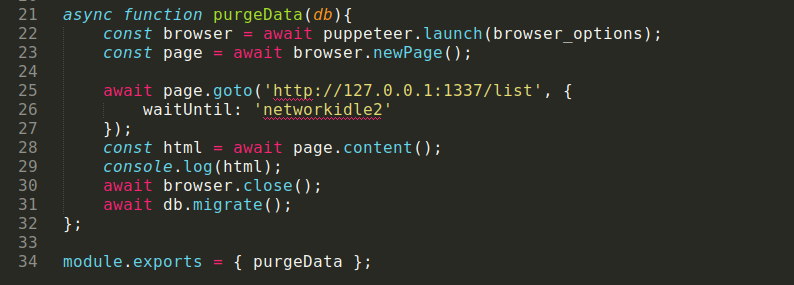 21 async function purgeData(db){
22     const browser = await puppeteer.launch(browser_options);
23     const page = await browser.newPage();
24
25     await page.goto('http://127.0.0.1:1337/list', {
26         waitUntil: 'networkidle2'
27     });
28     const html = await page.content();
29     console.log(html);
30     await browser.close();
31     await db.migrate();
32 };
33
34 module.exports = { purgeData };